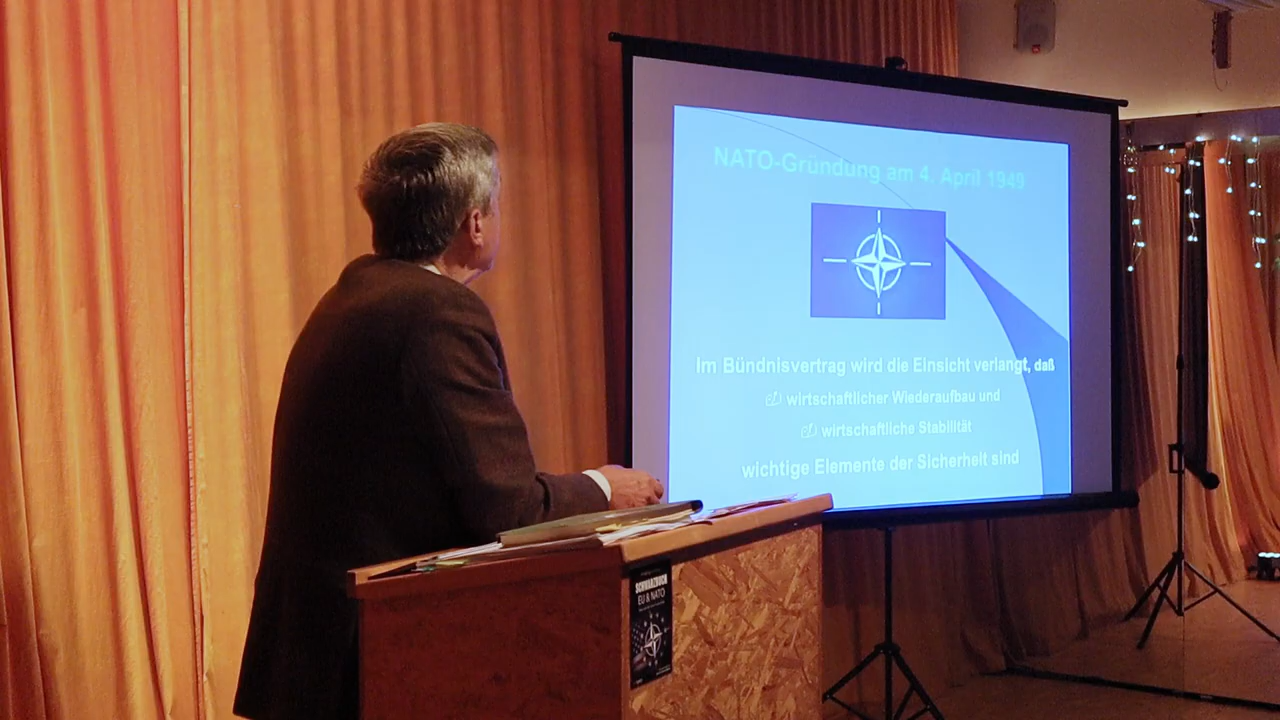 NATO-Gründung am 4. April 1949
Im Bündnisvertrag wird die Einsicht verlangt, daß
wirtschaftlicher Wiederaufbau und
wirtschaftliche Stabilität
wichtige Elemente der Sicherheit sind
SCHWARZBUCH
EU & NATO